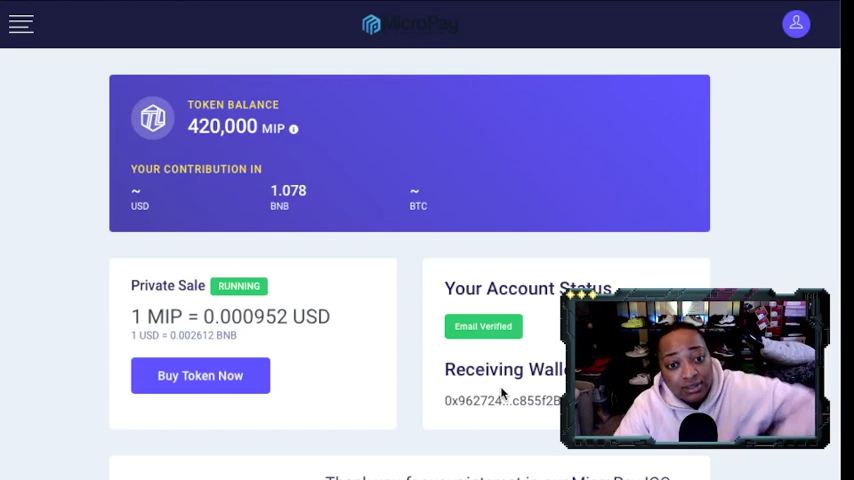 MicroPay
TOKEN BALANCE
420,000 MIP
YOUR CONTRIBUTION IN
~ 1.078 ~
USD BNB BTC
Private Sale RUNNING
1 MIP = 0.000952 USD
1 USD = 0.002612 BNB
Buy Token Now
Your Account Status
Email Verified
Receiving
0x962724...c855f2B